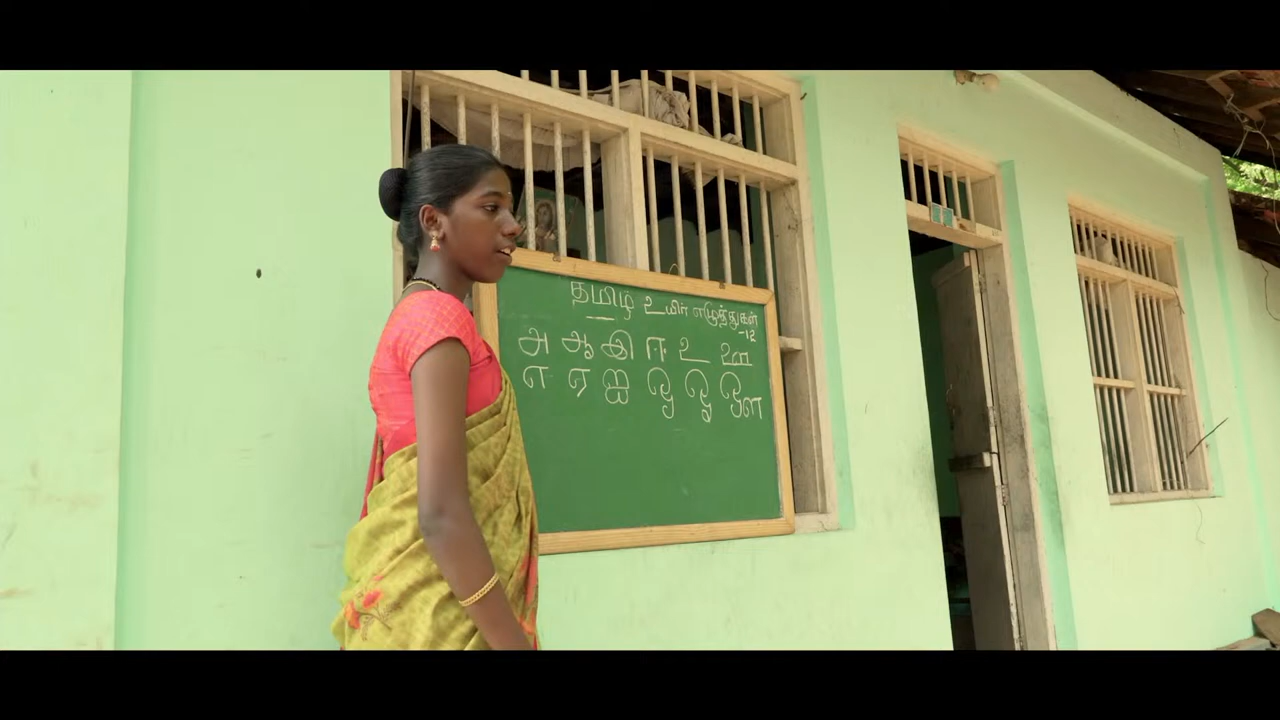 தமிழ் உயிர் எழுத்துகள்
-12
அ ஆ இ ஈ உ ஊ
எ ஏ ஐ ஒ ஓ ஔ